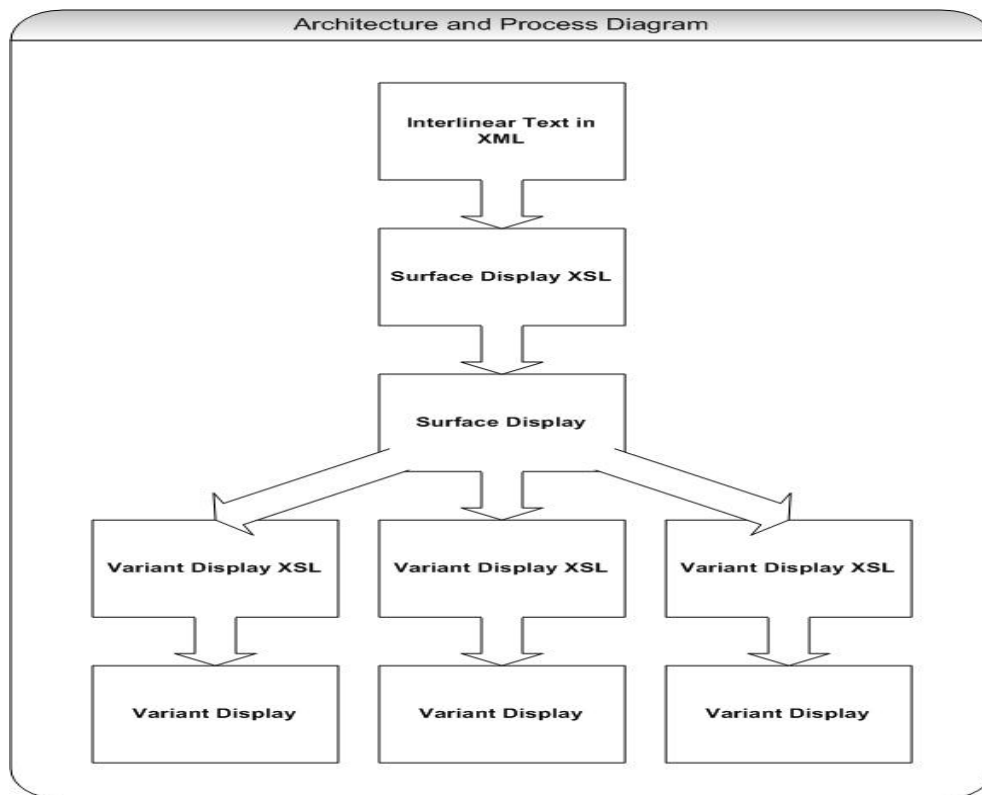 Architecture and Process Diagram
Interlinear Text in
XML
Surface Display XSL
Surface Display
Variant Display XSL
Variant Display XSL
Variant Display XSL
Variant Display
Variant Display
Variant Display